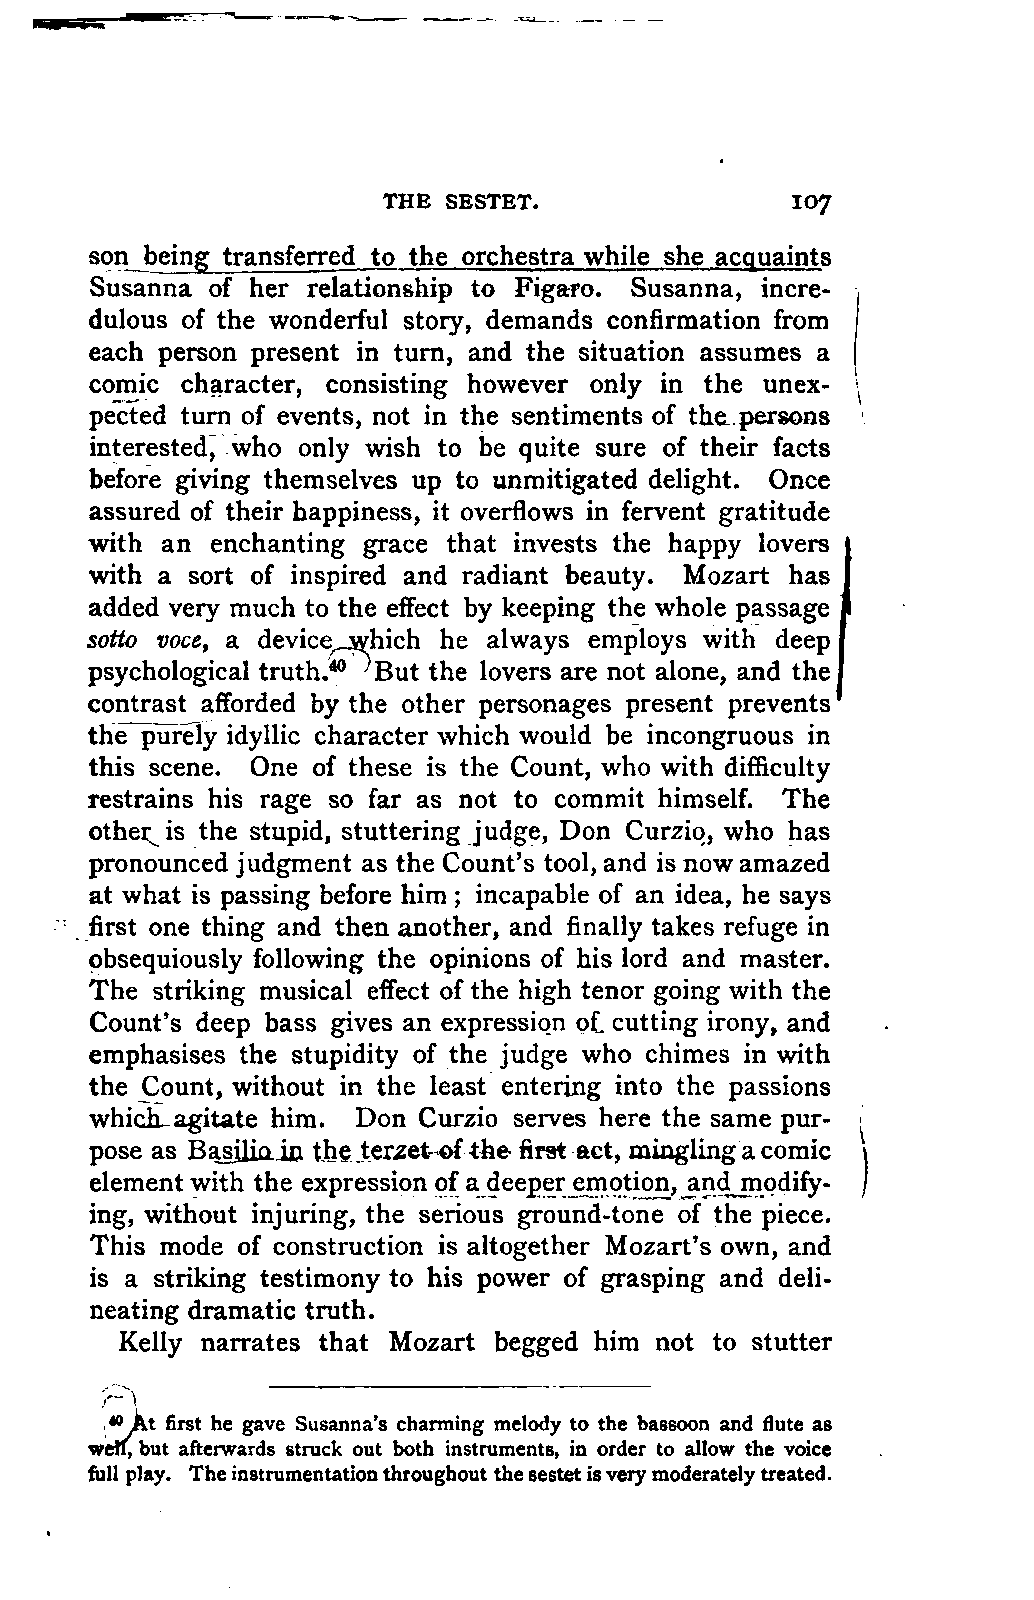 THE SESTET. 107
son being transferred to the orchestra while she acquaints
Susanna of her relationship to Figaro. Susanna, incre-
dulous of the wonderful story, demands confirmation from
each person present in turn, and the situation assumes a
comic character, consisting however only in the unex-
pected turn of events, not in the sentiments of the persons
interested, who only wish to be quite sure of their facts
before giving themselves up to unmitigated delight. Once
assured of their happiness, it overflows in fervent gratitude
with an enchanting grace that invests the happy lovers
with a sort of inspired and radiant beauty. Mozart has
added very much to the effect by keeping the whole passage
sotto voce, a device which he always employs with deep
psychological truth.⁴⁰ But the lovers are not alone, and the
contrast afforded by the other personages present prevents
the purely idyllic character which would be incongruous in
this scene. One of these is the Count, who with difficulty
restrains his rage so far as not to commit himself. The
other is the stupid, stuttering judge, Don Curzio, who has
pronounced judgment as the Count's tool, and is now amazed
at what is passing before him ; incapable of an idea, he says
first one thing and then another, and finally takes refuge in
obsequiously following the opinions of his lord and master.
The striking musical effect of the high tenor going with the
Count's deep bass gives an expression of cutting irony, and
emphasises the stupidity of the judge who chimes in with
the Count, without in the least entering into the passions
which agitate him. Don Curzio serves here the same pur-
pose as Basilio in the terzet of the first act, mingling a comic
element with the expression of a deeper emotion, and modify-
ing, without injuring, the serious ground-tone of the piece.
This mode of construction is altogether Mozart's own, and
is a striking testimony to his power of grasping and deli-
neating dramatic truth.
Kelly narrates that Mozart begged him not to stutter
⁴⁰ At first he gave Susanna's charming melody to the bassoon and flute as
well, but afterwards struck out both instruments, in order to allow the voice
full play. The instrumentation throughout the sestet is very moderately treated.